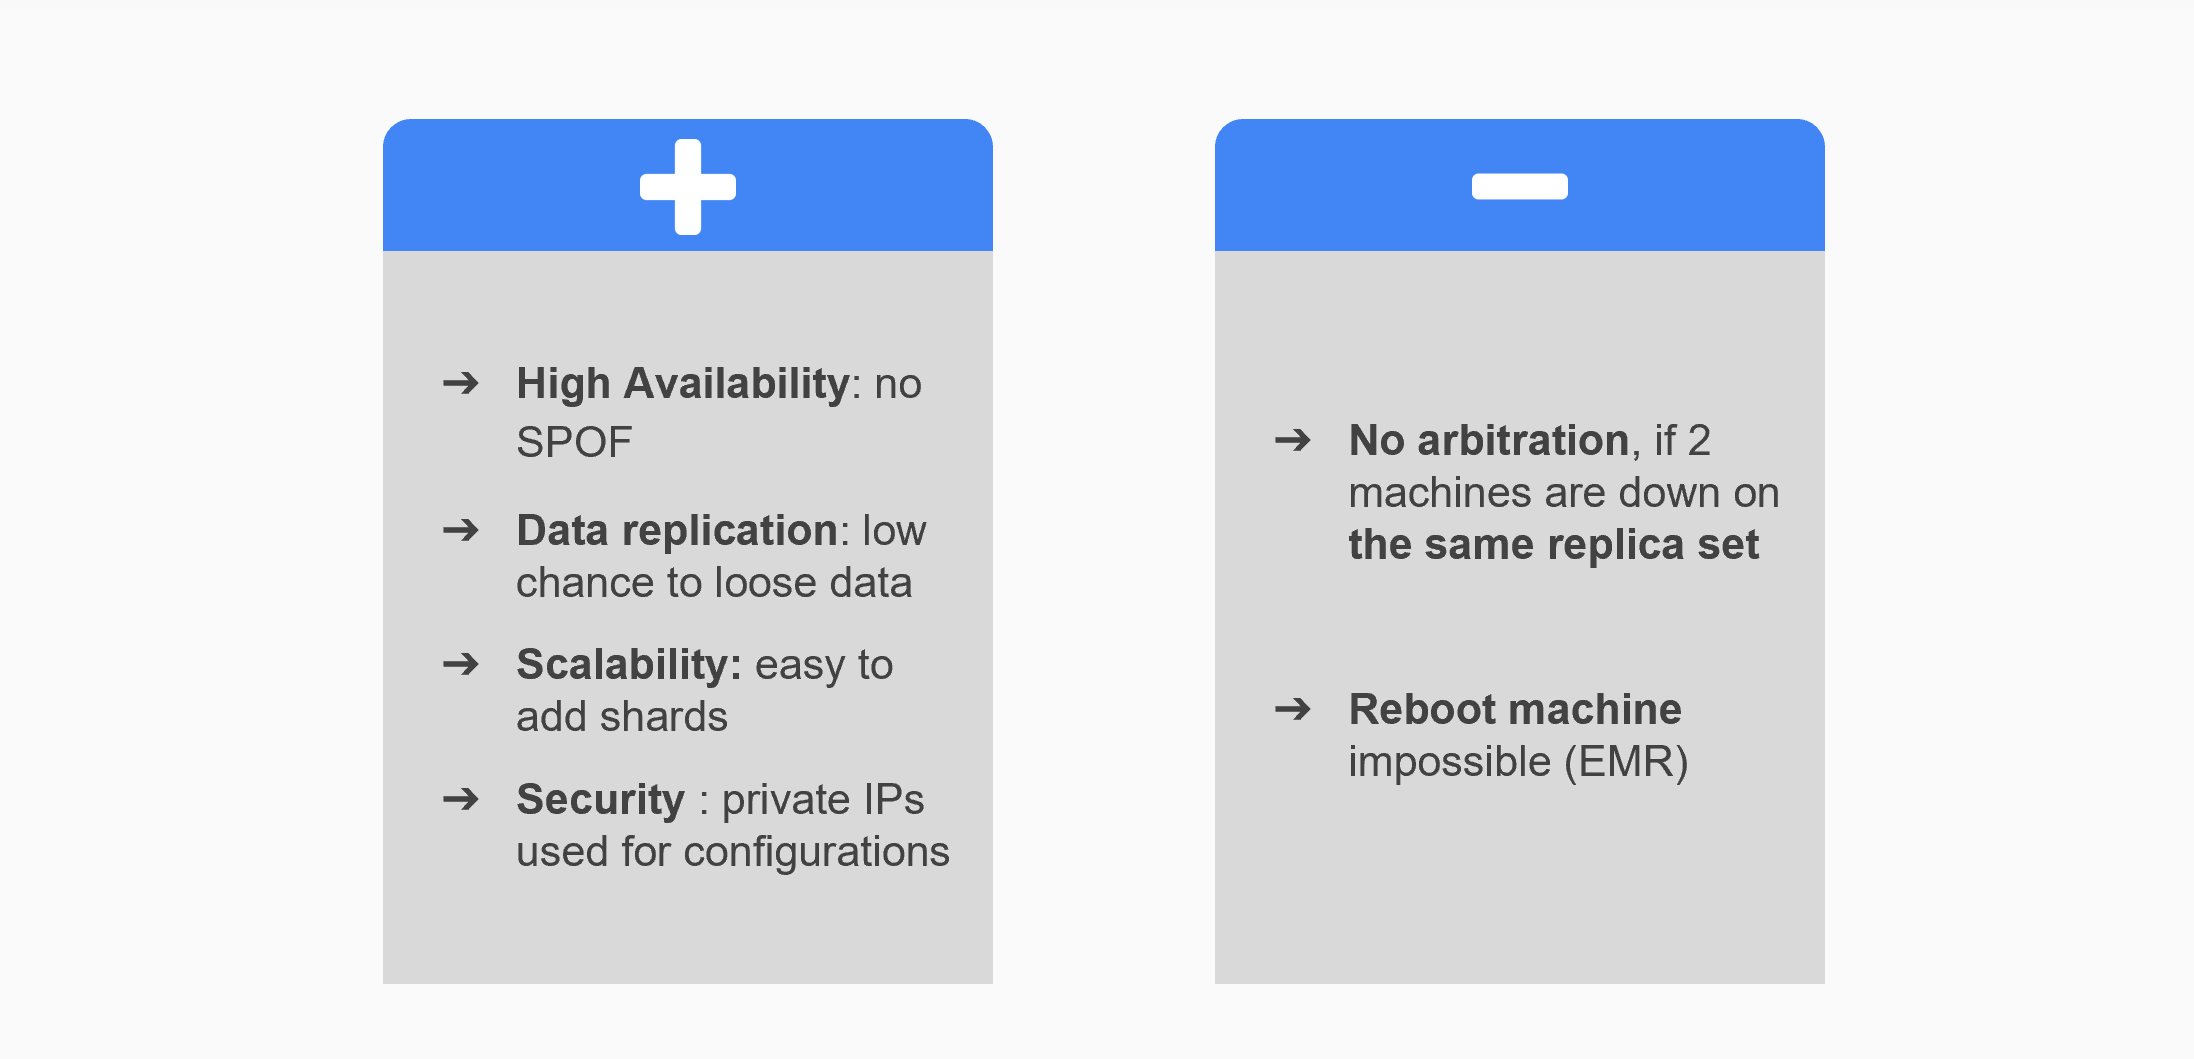 ➔ High Availability: no
SPOF
➔ Data replication: low
chance to loose data
➔ Scalability: easy to
add shards
➔ Security : private IPs
used for configurations
➔ No arbitration, if 2
machines are down on
the same replica set
➔ Reboot machine
impossible (EMR)